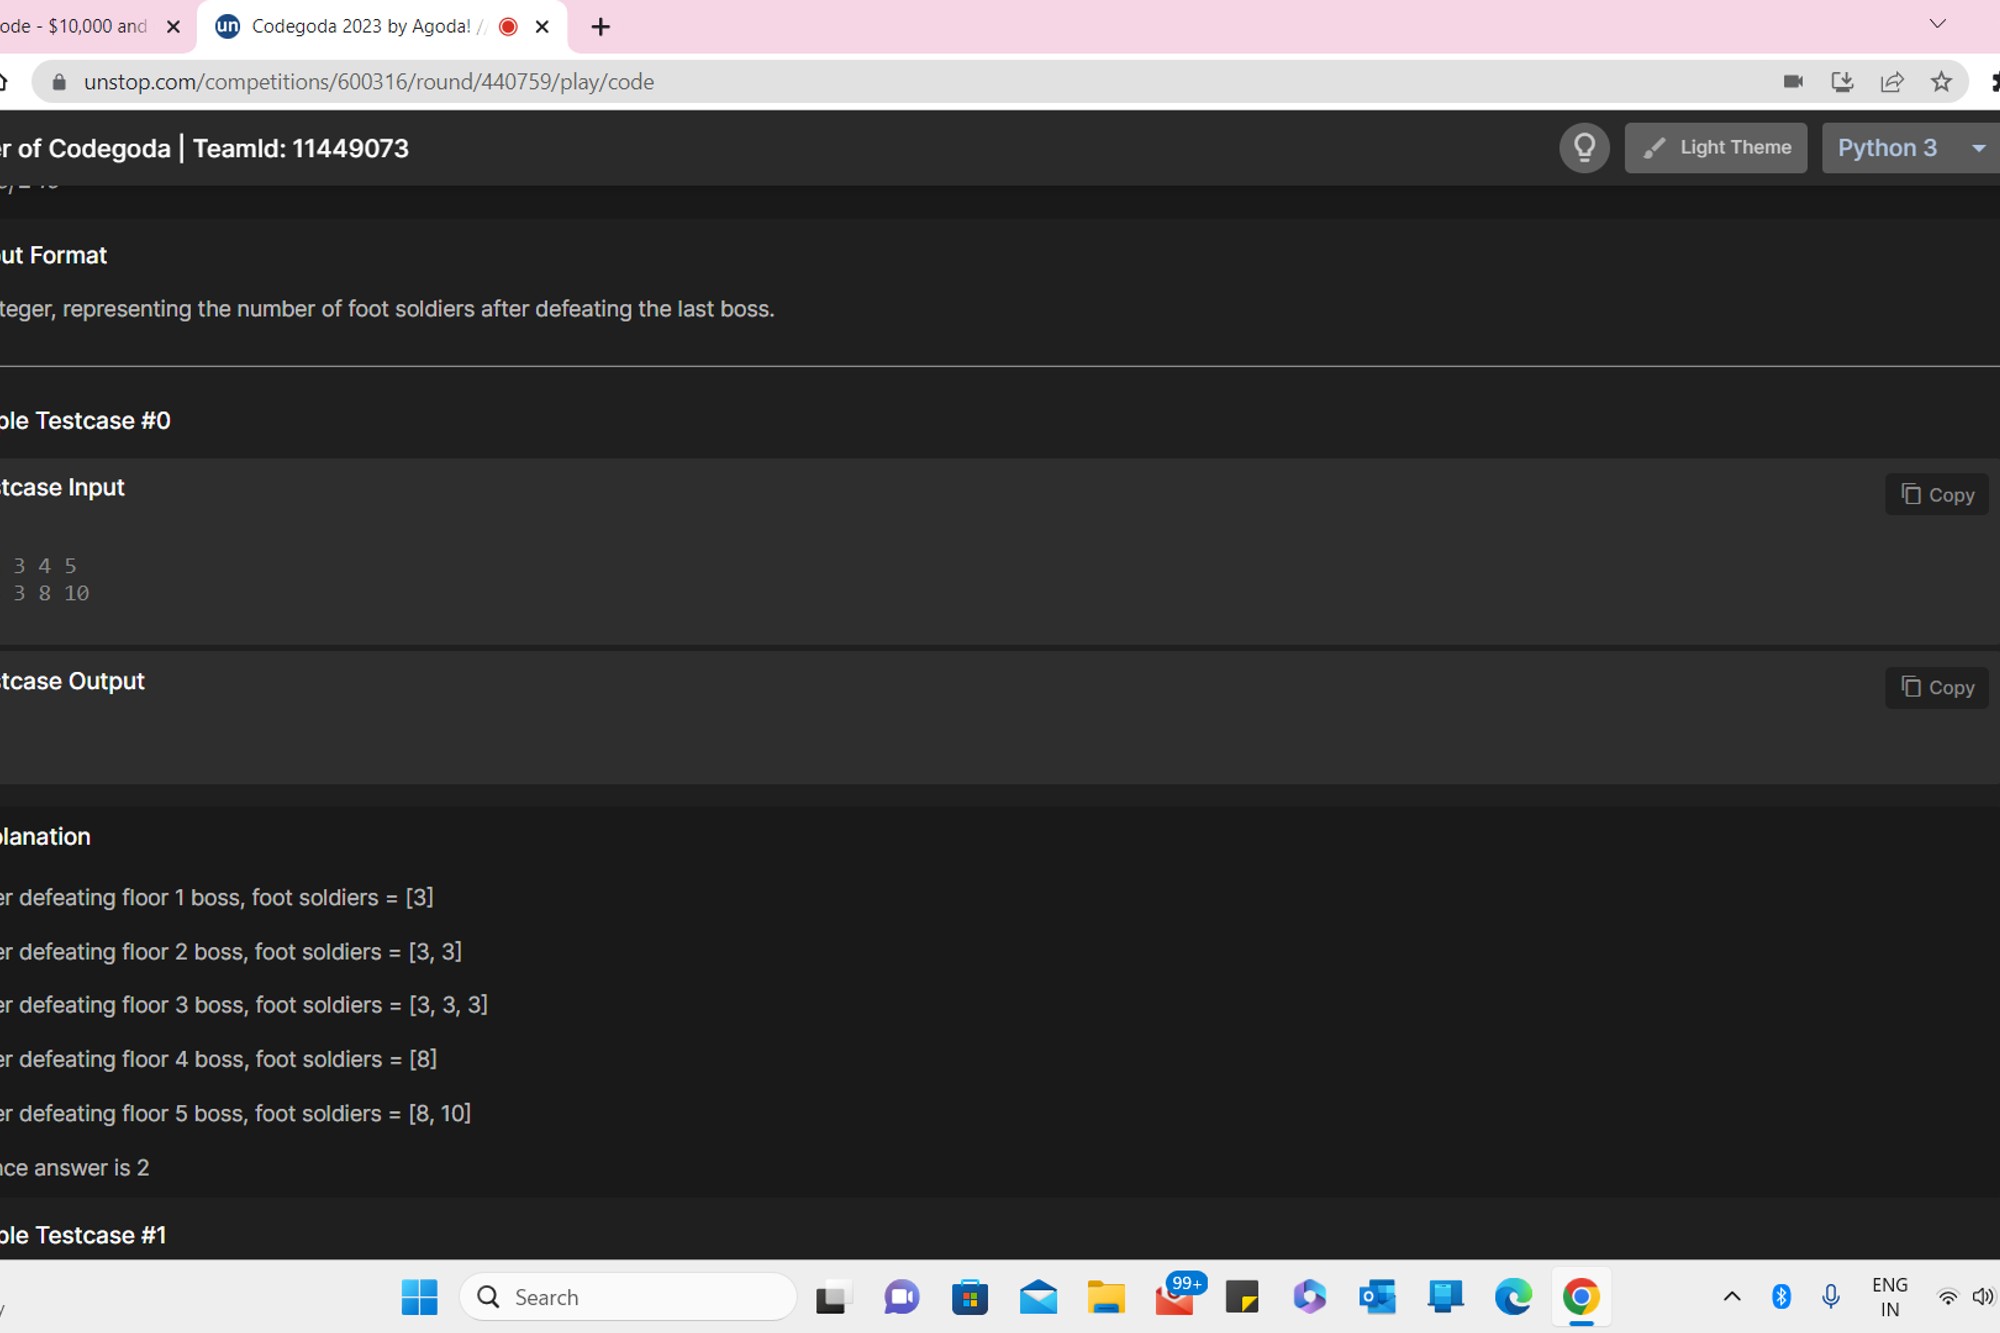 ode - $10,000 and
un Codegoda 2023 by Agoda! /
unstop.com/competitions/600316/round/440759/play/code
r of Codegoda | TeamId: 11449073
Light Theme
Python 3
ut Format
teger, representing the number of foot soldiers after defeating the last boss.
ple Testcase #0
tcase Input
Copy
3 4 5
3 8 10
tcase Output
Copy
lanation
er defeating floor 1 boss, foot soldiers = [3]
er defeating floor 2 boss, foot soldiers = [3, 3]
er defeating floor 3 boss, foot soldiers = [3, 3, 3]
er defeating floor 4 boss, foot soldiers = [8]
er defeating floor 5 boss, foot soldiers = [8, 10]
nce answer is 2
ple Testcase #1
Search
99+
ENG
IN